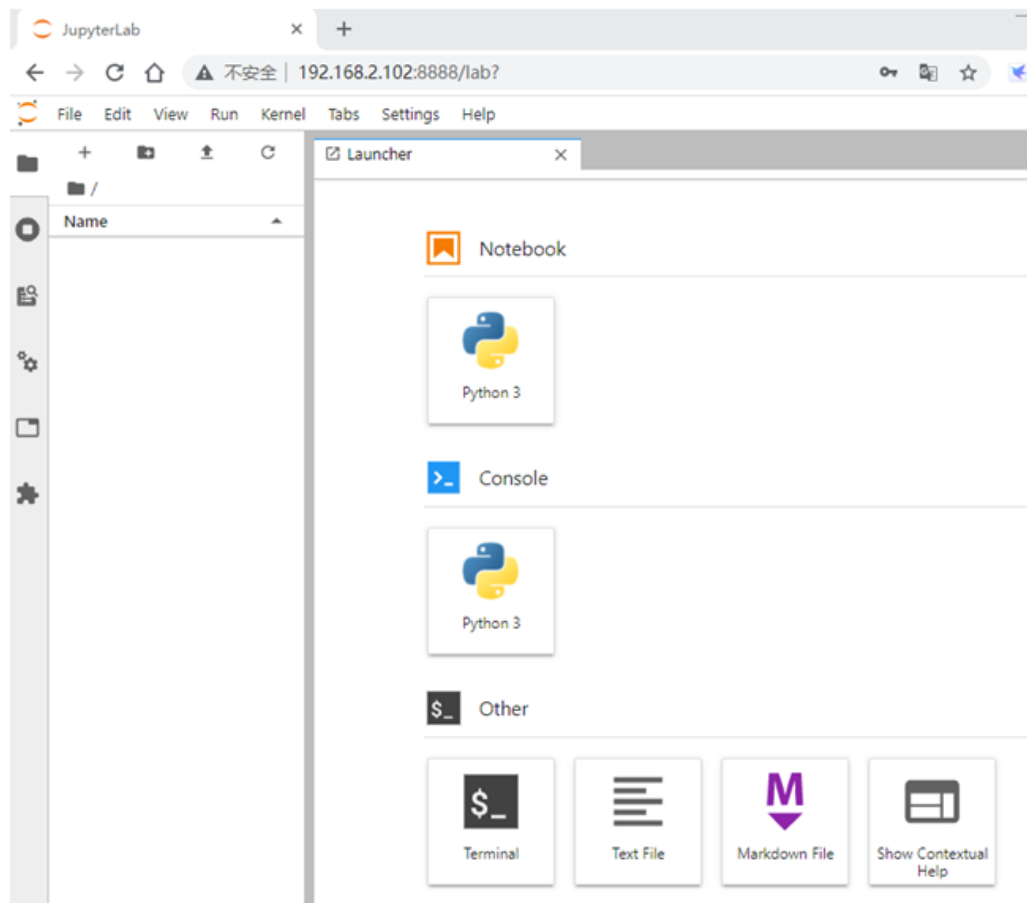 JupyterLab
不安全 192.168.2.102:8888/lab?
File Edit View Run Kernel Tabs Settings Help
Launcher
/
Name
Notebook
Python 3
Console
Python 3
$_ Other
$_
M
Terminal
Text File
Markdown File
Show Contextual
Help